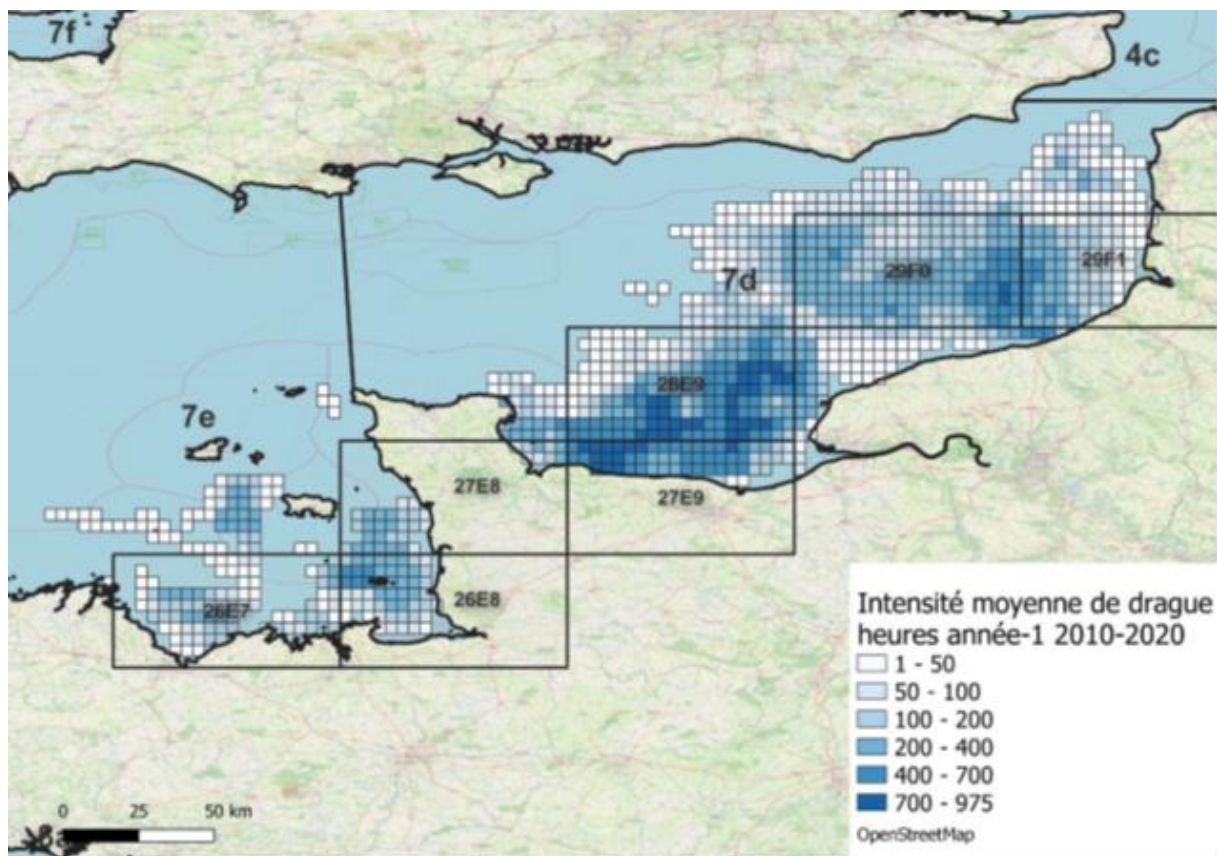 7f
4c
29F0
29F1
7d
28E9
7e
27E8
27E9
26E7
26E8
Intensité moyenne de drague
heures année-1 2010-2020
1 - 50
50 - 100
100 - 200
200 - 400
400 - 700
700 - 975
OpenStreetMap
0 25 50 km